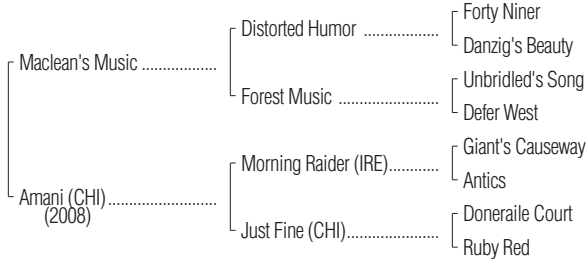 Forty Niner
Distorted Humor ..................
Danzig's Beauty
Maclean's Music ..................
Unbridled's Song
Forest Music ........................
Defer West
Giant's Causeway
Morning Raider (IRE)............
Antics
Amani (CHI)..........................
(2008)
Doneraile Court
Just Fine (CHI)......................
Ruby Red